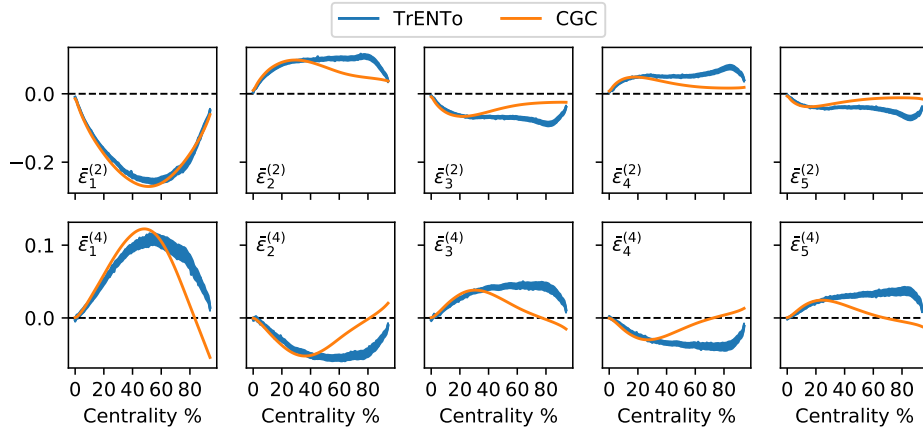 TrENTo CGC
0.0
−0.2
ε̄₁⁽²⁾ ε̄₂⁽²⁾ ε̄₃⁽²⁾ ε̄₄⁽²⁾ ε̄₅⁽²⁾
ε̄₁⁽⁴⁾ ε̄₂⁽⁴⁾ ε̄₃⁽⁴⁾ ε̄₄⁽⁴⁾ ε̄₅⁽⁴⁾
0.1
0.0
0 20 40 60 80 0 20 40 60 80 0 20 40 60 80 0 20 40 60 80 0 20 40 60 80
Centrality % Centrality % Centrality % Centrality % Centrality %